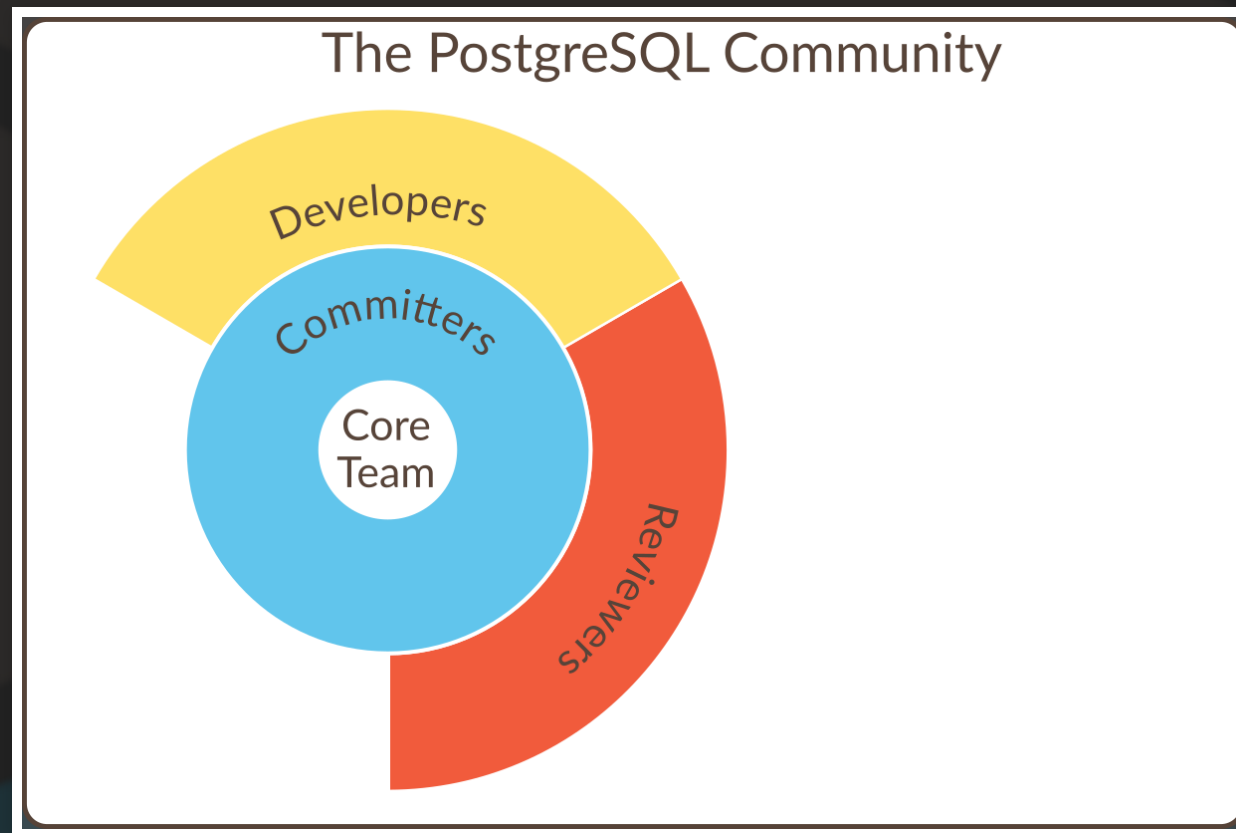 The PostgreSQL Community
Developers
Committers
Core
Team
Reviewers